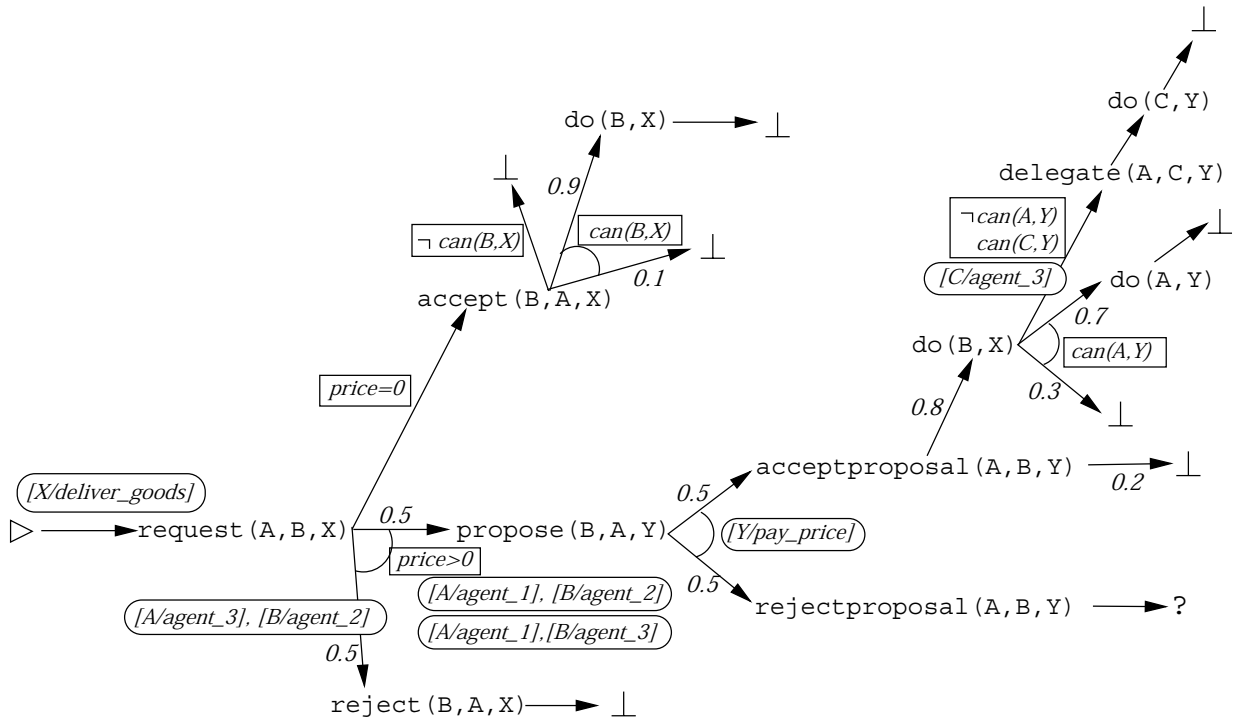 ⊥
do(C,Y)
do(B,X)
⊥
⊥
delegate(A,C,Y)
0.9
¬can(A,Y)
can(C,Y)
¬ can(B,X)
can(B,X)
⊥
⊥
0.1
[C/agent_3]
do(A,Y)
accept(B,A,X)
0.7
do(B,X)
can(A,Y)
price=0
0.8
0.3
⊥
[X/deliver_goods]
0.5
acceptproposal(A,B,Y)
⊥
0.2
▷
request(A,B,X)
0.5
propose(B,A,Y)
[Y/pay_price]
price>0
0.5
[A/agent_1], [B/agent_2]
[A/agent_3], [B/agent_2]
rejectproposal(A,B,Y)
?
[A/agent_1],[B/agent_3]
0.5
reject(B,A,X)
⊥